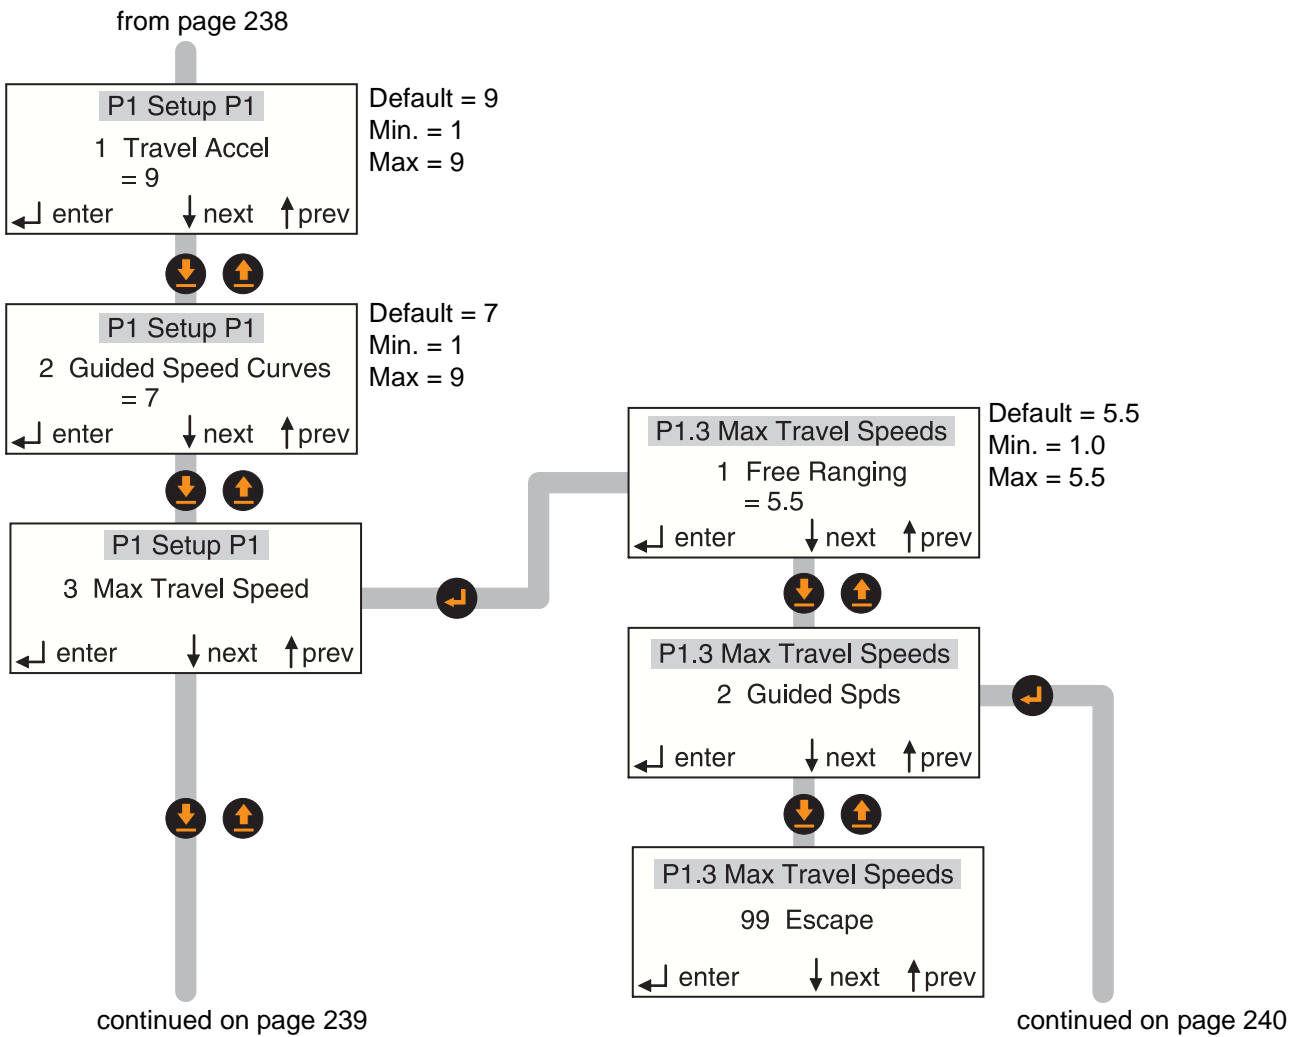 from page 238
P1 Setup P1
1 Travel Accel
= 9
enter next prev
Default = 9
Min. = 1
Max = 9
P1 Setup P1
2 Guided Speed Curves
= 7
enter next prev
Default = 7
Min. = 1
Max = 9
P1 Setup P1
3 Max Travel Speed
enter next prev
continued on page 239
P1.3 Max Travel Speeds
1 Free Ranging
= 5.5
enter next prev
Default = 5.5
Min. = 1.0
Max = 5.5
P1.3 Max Travel Speeds
2 Guided Spds
enter next prev
P1.3 Max Travel Speeds
99 Escape
enter next prev
continued on page 240